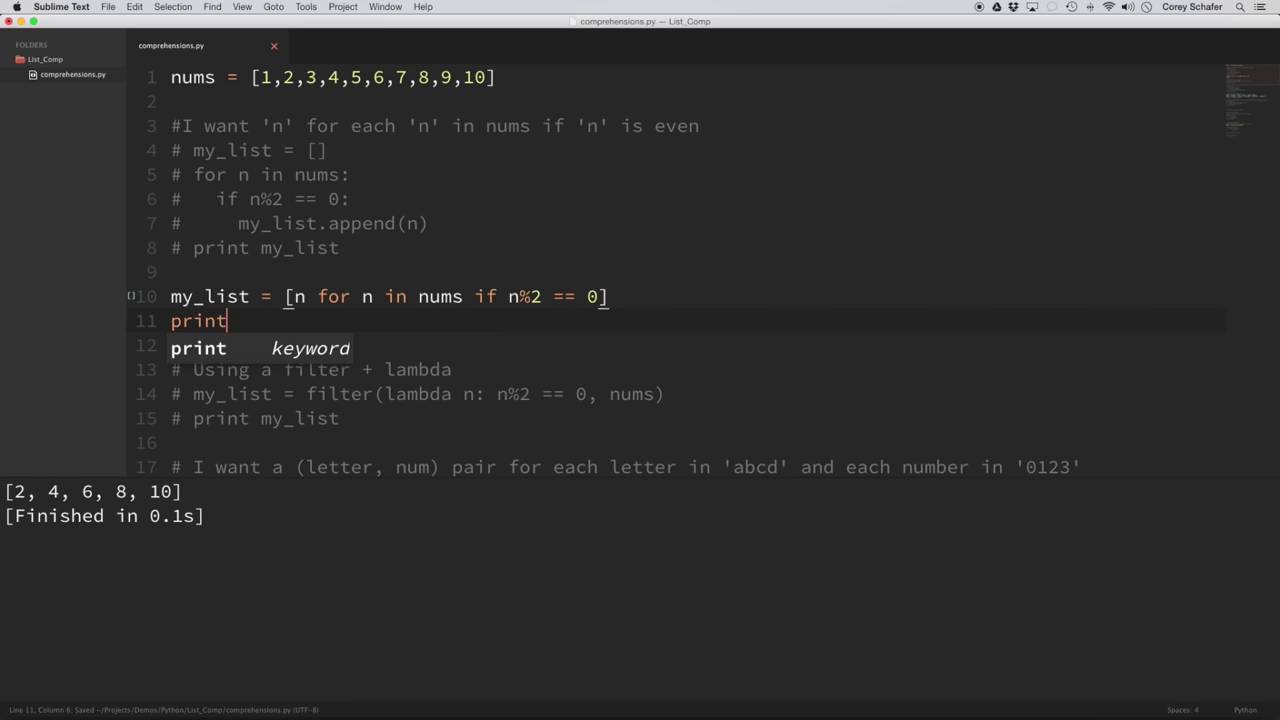 Sublime Text File Edit Selection Find View Goto Tools Project Window Help Corey Schafer
comprehensions.py — List_Comp
FOLDERS
List_Comp
comprehensions.py
comprehensions.py ×
1 nums = [1,2,3,4,5,6,7,8,9,10]
2
3 #I want 'n' for each 'n' in nums if 'n' is even
4 # my_list = []
5 # for n in nums:
6 #   if n%2 == 0:
7 #     my_list.append(n)
8 # print my_list
9
10 my_list = [n for n in nums if n%2 == 0]
11 print
12 print keyword
13 # Using a filter + lambda
14 # my_list = filter(lambda n: n%2 == 0, nums)
15 # print my_list
16
17 # I want a (letter, num) pair for each letter in 'abcd' and each number in '0123'
[2, 4, 6, 8, 10]
[Finished in 0.1s]
Line 11, Column 6; Saved ~/Projects/Demos/Python/List_Comp/comprehensions.py (UTF-8) Spaces: 4 Python